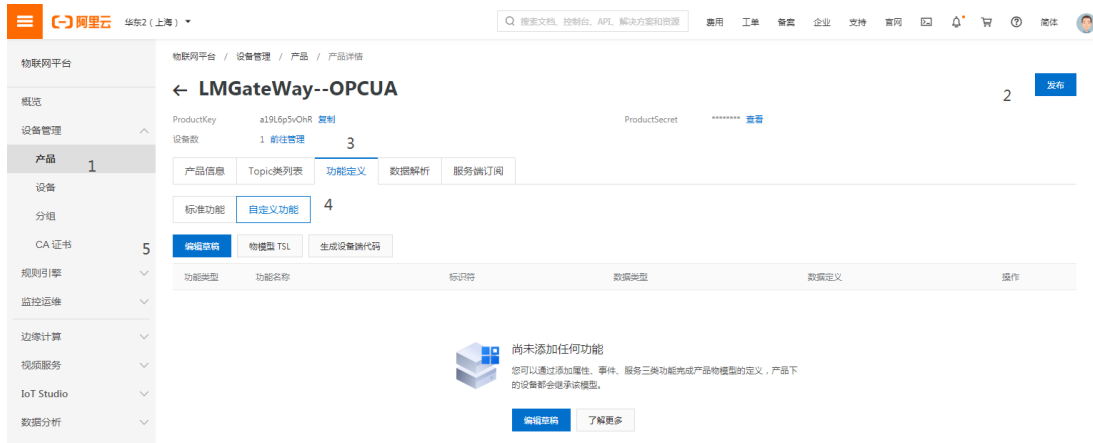 阿里云 华东2（上海） 搜索文档、控制台、API、解决方案和资源 费用 工单 备案 企业 支持 官网 简体
物联网平台
物联网平台 / 设备管理 / 产品 / 产品详情
← LMGateWay--OPCUA
发布
2
概览
ProductKey a19L6p5vOhR 复制 ProductSecret ******** 查看
设备管理
设备数 1 前往管理
3
产品
1
产品信息 Topic类列表 功能定义 数据解析 服务端订阅
设备
分组
标准功能 自定义功能 4
CA 证书
5
编辑草稿 物模型 TSL 生成设备端代码
规则引擎
功能类型 功能名称 标识符 数据类型 数据定义 操作
监控运维
边缘计算
尚未添加任何功能
视频服务
您可以通过添加属性、事件、服务三类功能完成产品物模型的定义，产品下
的设备都会继承该模型。
IoT Studio
数据分析
编辑草稿 了解更多